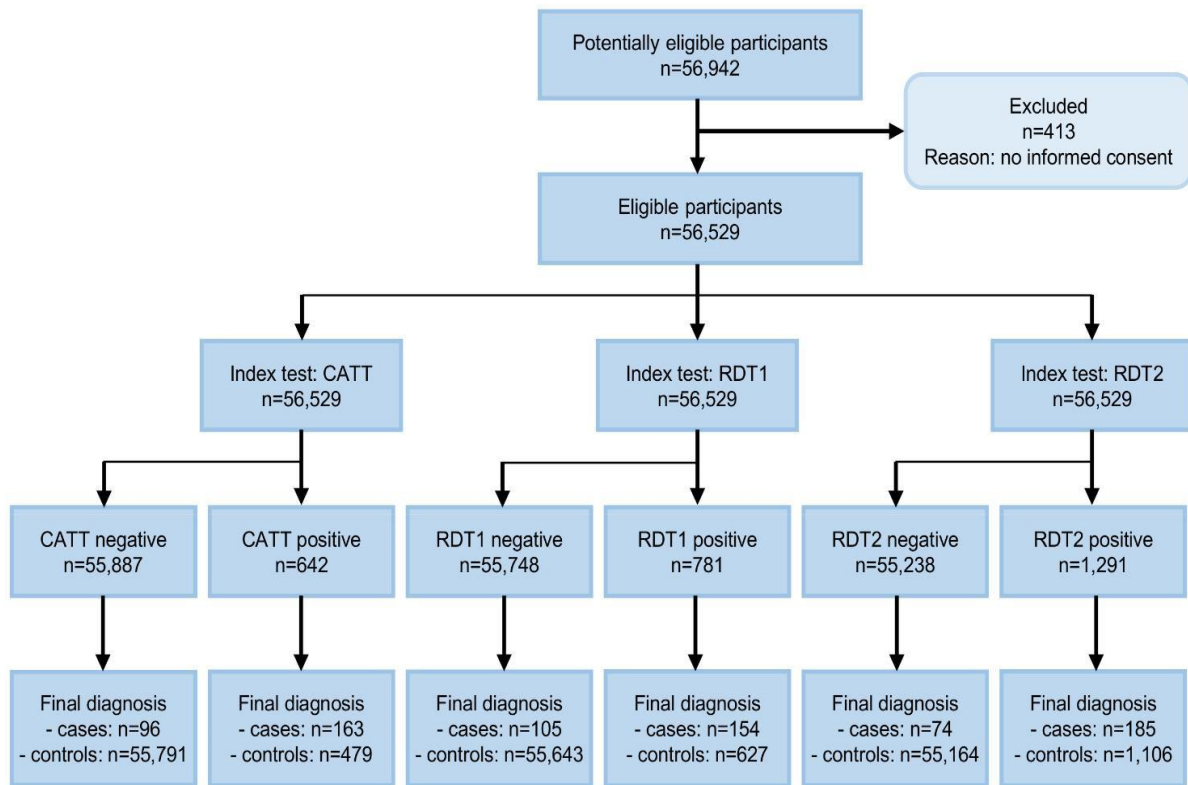 Potentially eligible participants
n=56,942
Excluded
n=413
Reason: no informed consent
Eligible participants
n=56,529
Index test: CATT
n=56,529
Index test: RDT1
n=56,529
Index test: RDT2
n=56,529
CATT negative
n=55,887
CATT positive
n=642
RDT1 negative
n=55,748
RDT1 positive
n=781
RDT2 negative
n=55,238
RDT2 positive
n=1,291
Final diagnosis
- cases: n=96
- controls: n=55,791
Final diagnosis
- cases: n=163
- controls: n=479
Final diagnosis
- cases: n=105
- controls: n=55,643
Final diagnosis
- cases: n=154
- controls: n=627
Final diagnosis
- cases: n=74
- controls: n=55,164
Final diagnosis
- cases: n=185
- controls: n=1,106